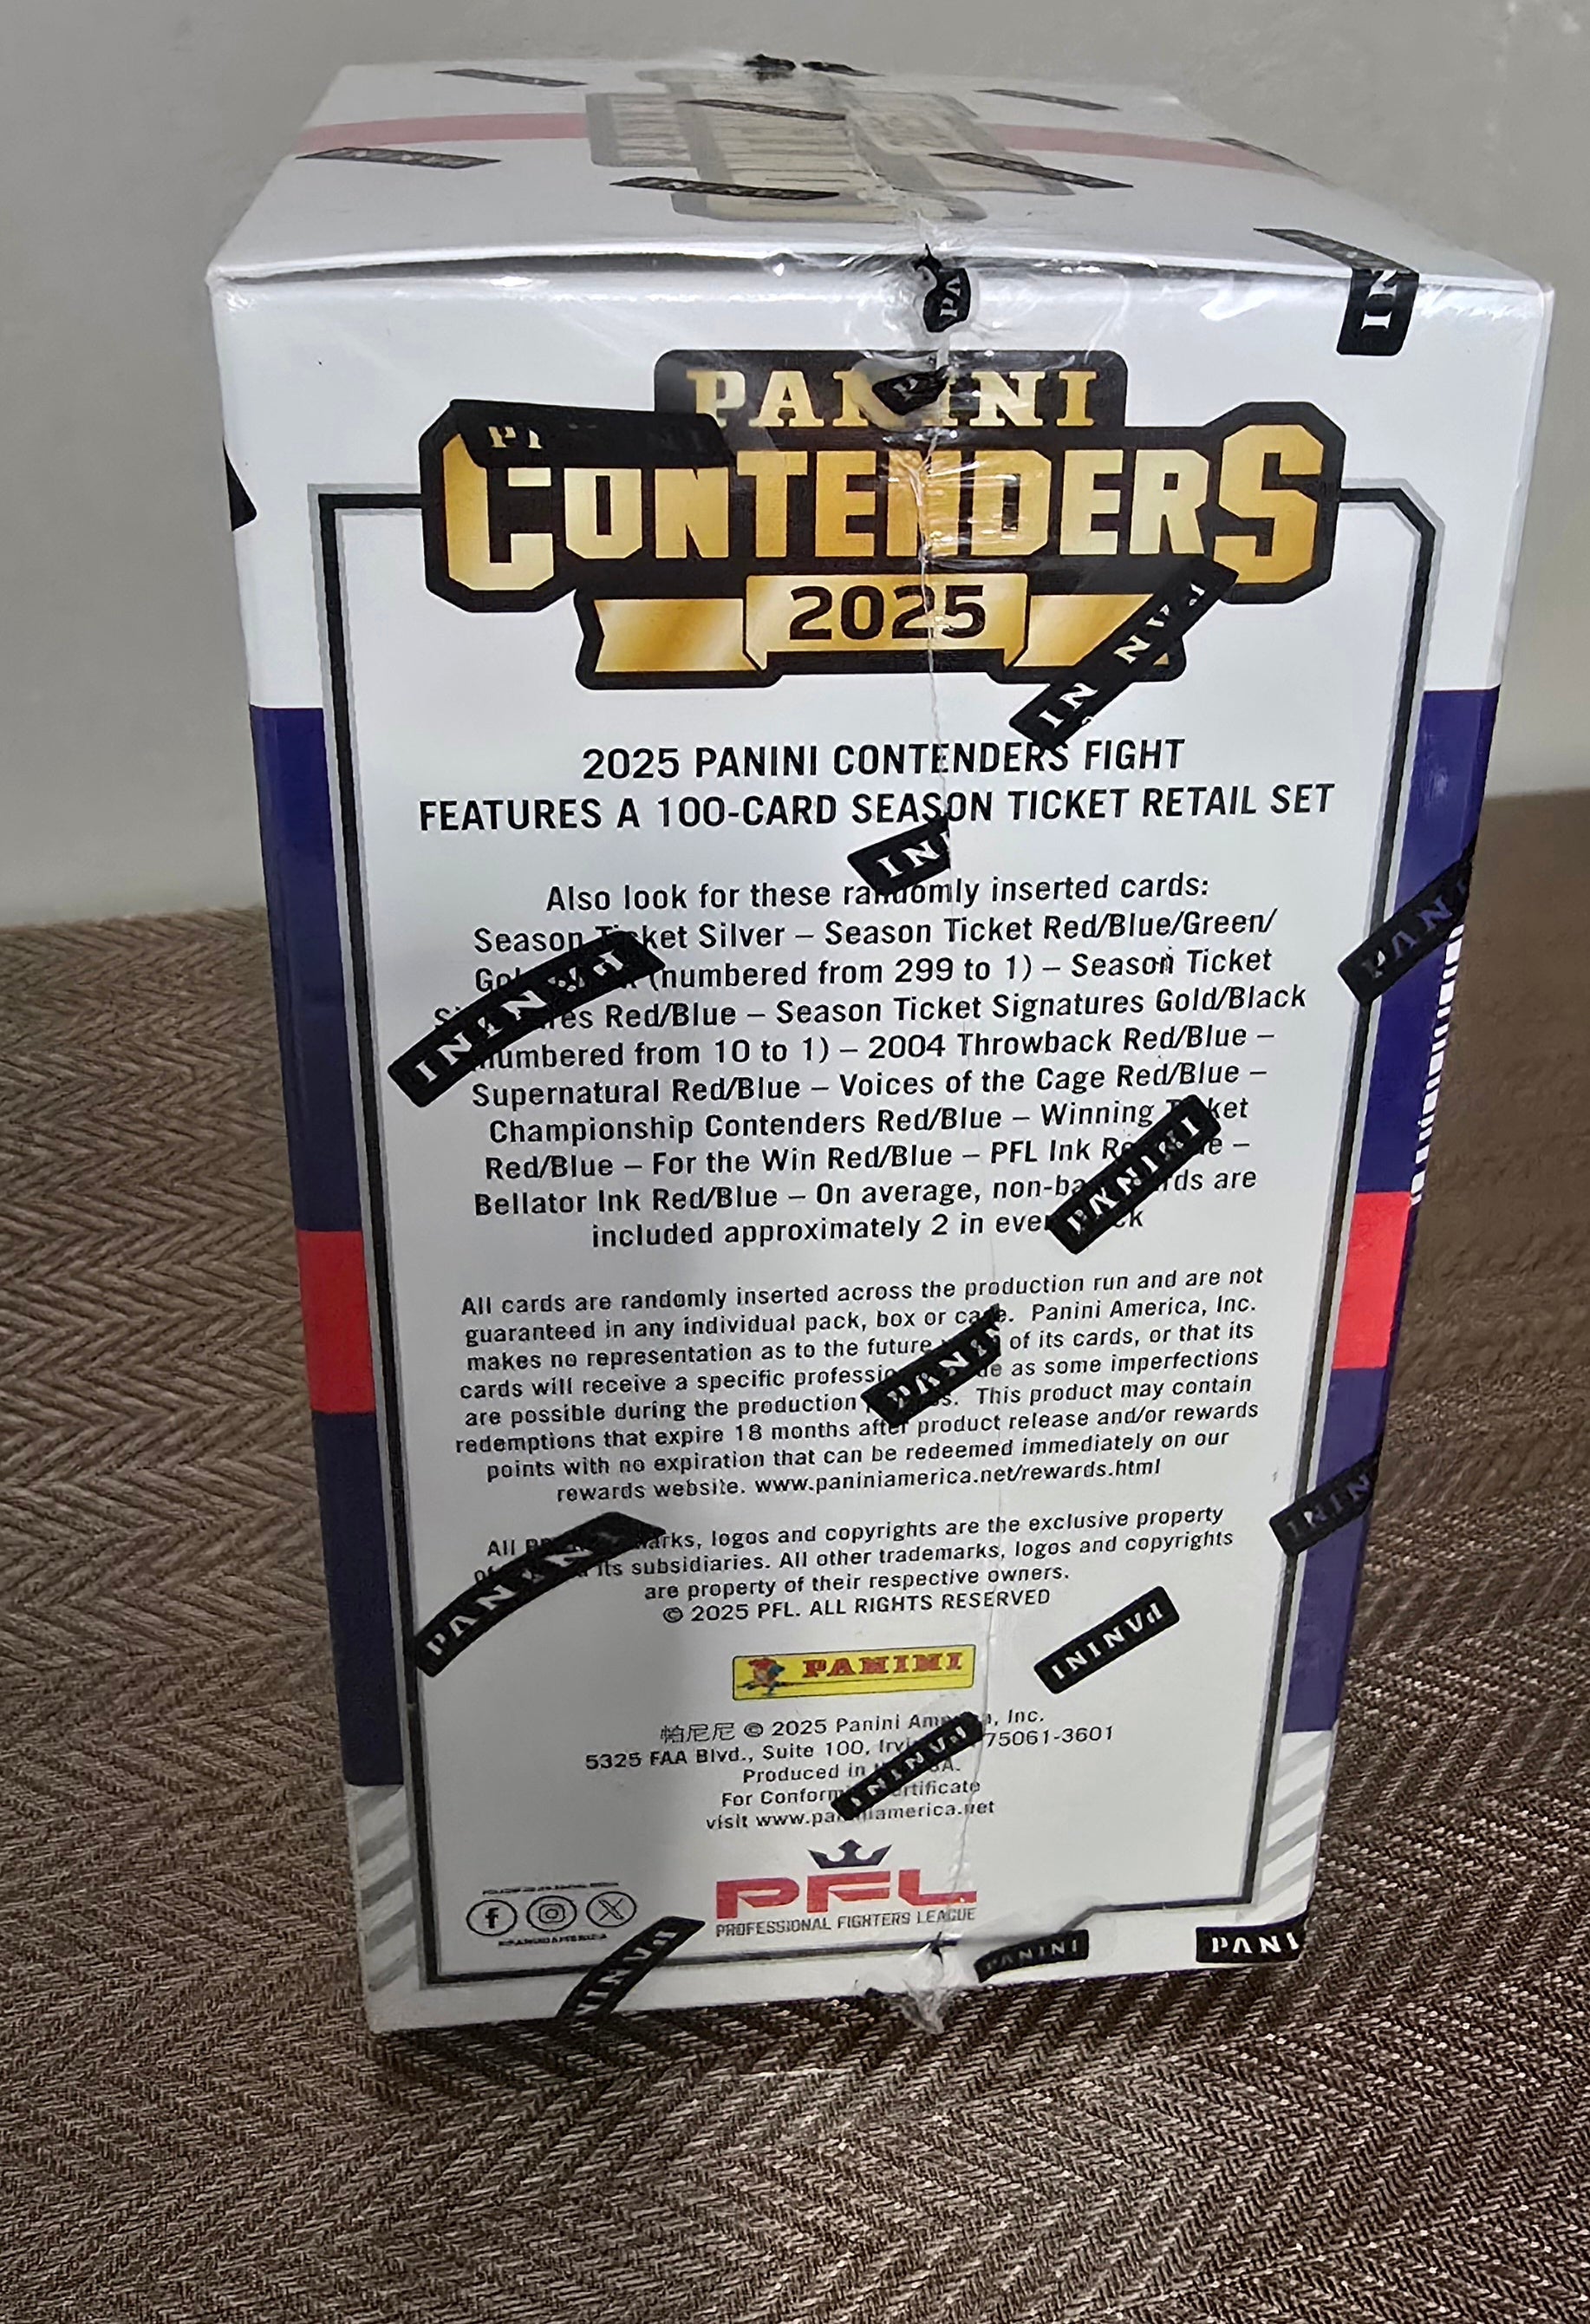 PANINI
CONTENDERS
2025
2025 PANINI CONTENDERS FIGHT
FEATURES A 100-CARD SEASON TICKET RETAIL SET
Also look for these randomly inserted cards:
Season Ticket Silver – Season Ticket Red/Blue/Green/
(numbered from 299 to 1) – Season Ticket
Red/Blue – Season Ticket Signatures Gold/Black
numbered from 10 to 1) – 2004 Throwback Red/Blue –
Supernatural Red/Blue – Voices of the Cage Red/Blue –
Championship Contenders Red/Blue – Winning Ticket
Red/Blue – For the Win Red/Blue – PFL Ink –
Bellator Ink Red/Blue – On average, are
included approximately 2 in
All cards are randomly inserted across the production run and are not
guaranteed in any individual pack, box or case. Panini America, Inc.
makes no representation as to the future of its cards, or that its
cards will receive a specific as some imperfections
are possible during the production This product may contain
redemptions that expire 18 months after product release and/or rewards
points with no expiration that can be redeemed immediately on our
rewards website. www.paniniamerica.net/rewards.html
All logos and copyrights are the exclusive property
its subsidiaries. All other trademarks, logos and copyrights
are property of their respective owners.
© 2025 PFL. ALL RIGHTS RESERVED
PANINI
PANINI
帕尼尼 © 2025 Panini America, Inc.
5325 FAA Blvd., Suite 100, 75061-3601
Produced in
For
visit www.paniniamerica.net
PFL
PROFESSIONAL FIGHTERS LEAGUE
PANINI
PANINI
PANINI
PANINI
PANINI